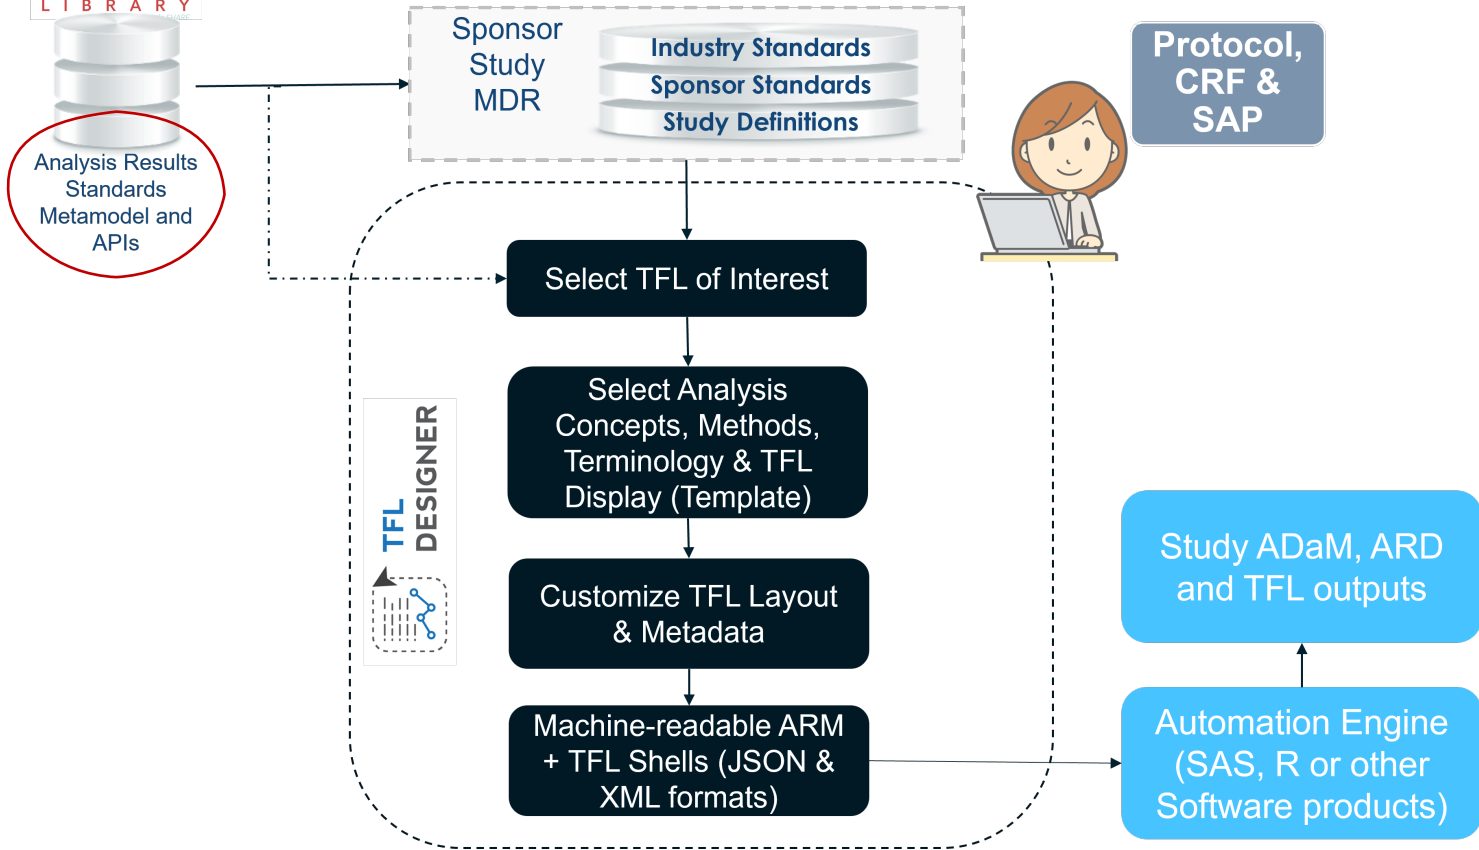 LIBRARY
SHARE
Analysis Results
Standards
Metamodel and
APIs
Sponsor
Study
MDR
Industry Standards
Sponsor Standards
Study Definitions
Protocol,
CRF &
SAP
Select TFL of Interest
Select Analysis
Concepts, Methods,
Terminology & TFL
Display (Template)
TFL
DESIGNER
Customize TFL Layout
& Metadata
Machine-readable ARM
+ TFL Shells (JSON &
XML formats)
Study ADaM, ARD
and TFL outputs
Automation Engine
(SAS, R or other
Software products)